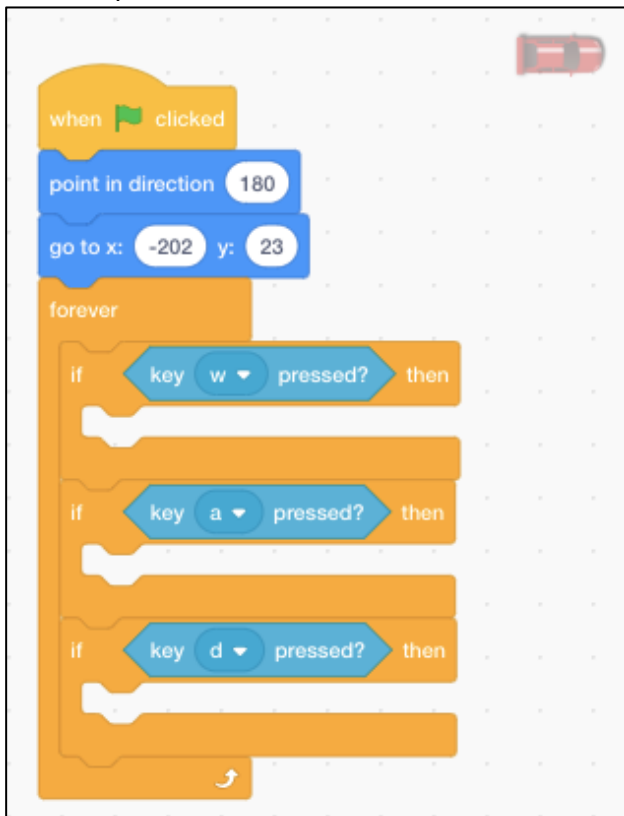 when clicked
point in direction 180
go to x: -202 y: 23
forever
if key w pressed? then
if key a pressed? then
if key d pressed? then